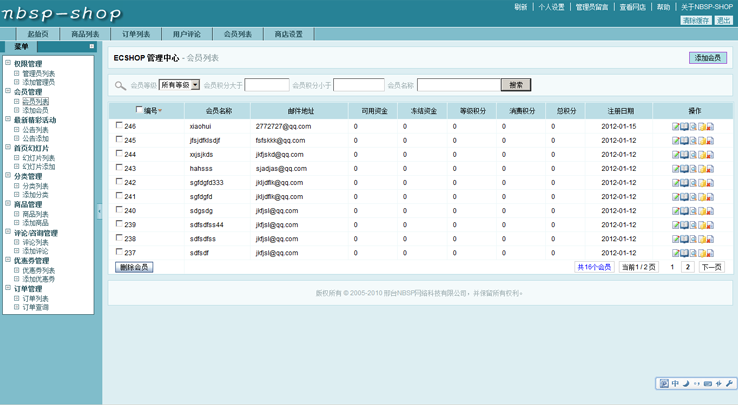 nbsp-shop
刷新 | 个人设置 | 管理员留言 | 查看网店 | 帮助 | 关于NBSP-SHOP
清除缓存 退出
起始页 商品列表 订单列表 用户评论 会员列表 商店设置
菜单
权限管理
管理员列表
添加管理员
会员管理
会员列表
添加会员
最新精彩活动
公告列表
添加公告
首页幻灯片
幻灯片列表
幻灯片添加
分类管理
分类列表
添加分类
商品管理
商品列表
添加商品
评论/咨询管理
评论列表
添加评论
优惠券管理
优惠券列表
添加优惠券
订单管理
订单列表
订单查询
ECSHOP 管理中心 - 会员列表 添加会员
会员等级 所有等级 会员积分大于 会员积分小于 会员名称 搜索
编号 会员名称 邮件地址 可用资金 冻结资金 等级积分 消费积分 总积分 注册日期 操作
246 xiaohui 2772727@qq.com 0 0 0 0 0 2012-01-15
245 jfsjdfklsdjf fsfskkk@qq.com 0 0 0 0 0 2012-01-12
244 xxjsjkds jkfjskd@qq.com 0 0 0 0 0 2012-01-12
243 hahsss sjadjas@qq.com 0 0 0 0 0 2012-01-12
242 sgfdgfd333 jkljdflk@qq.com 0 0 0 0 0 2012-01-12
241 sgfdgfd jkljdflk@qq.com 0 0 0 0 0 2012-01-12
240 sdgsdg jkfjsl@qq.com 0 0 0 0 0 2012-01-12
239 sdfsdfss44 jkfjsl@qq.com 0 0 0 0 0 2012-01-12
238 sdfsdfss jkfjsl@qq.com 0 0 0 0 0 2012-01-12
237 sdfsdf jkfjsl@qq.com 0 0 0 0 0 2012-01-12
删除会员 共16个会员 当前1 / 2 页 1 2 下一页
版权所有 © 2005-2010 邢台NBSP网络科技有限公司，并保留所有权利。
中